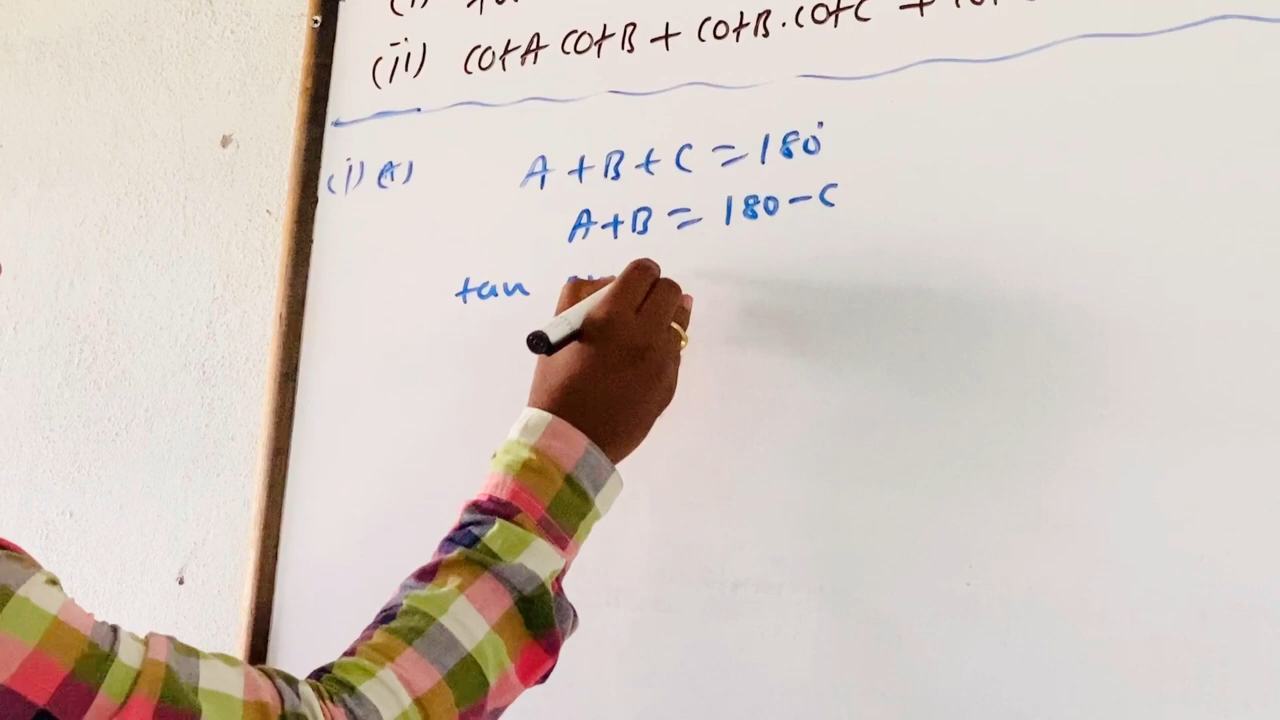 (i)
(ii) cotA cotB + cotB.cotC +
(i) (A) A + B + C = 180°
A+B = 180-C
tan